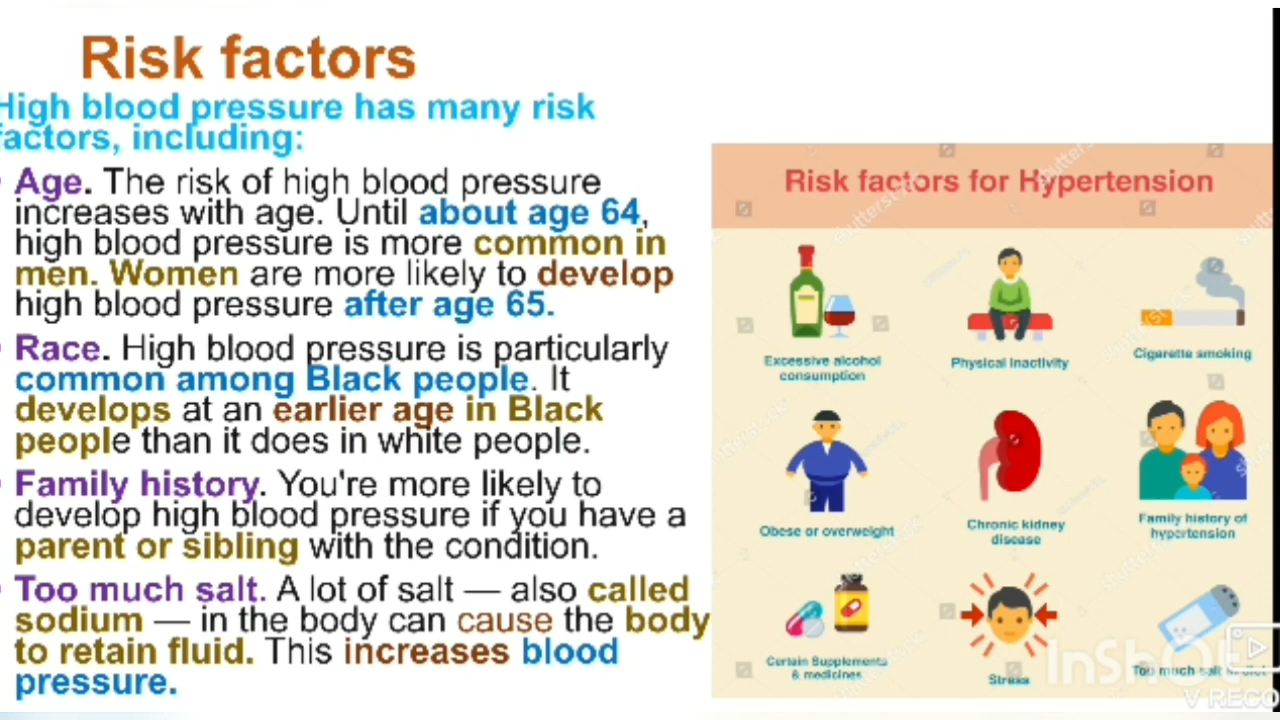 Risk factors
High blood pressure has many risk
factors, including:
Age. The risk of high blood pressure
increases with age. Until about age 64,
high blood pressure is more common in
men. Women are more likely to develop
high blood pressure after age 65.
Race. High blood pressure is particularly
common among Black people. It
develops at an earlier age in Black
people than it does in white people.
Family history. You're more likely to
develop high blood pressure if you have a
parent or sibling with the condition.
Too much salt. A lot of salt — also called
sodium — in the body can cause the body
to retain fluid. This increases blood
pressure.
Risk factors for Hypertension
Excessive alcohol
consumption
Physical inactivity
Cigarette smoking
Obese or overweight
Chronic kidney
disease
Family history of
hypertension
Certain Supplements
& medicines
Stress
Too much salt in diet
InShOt
V RECO